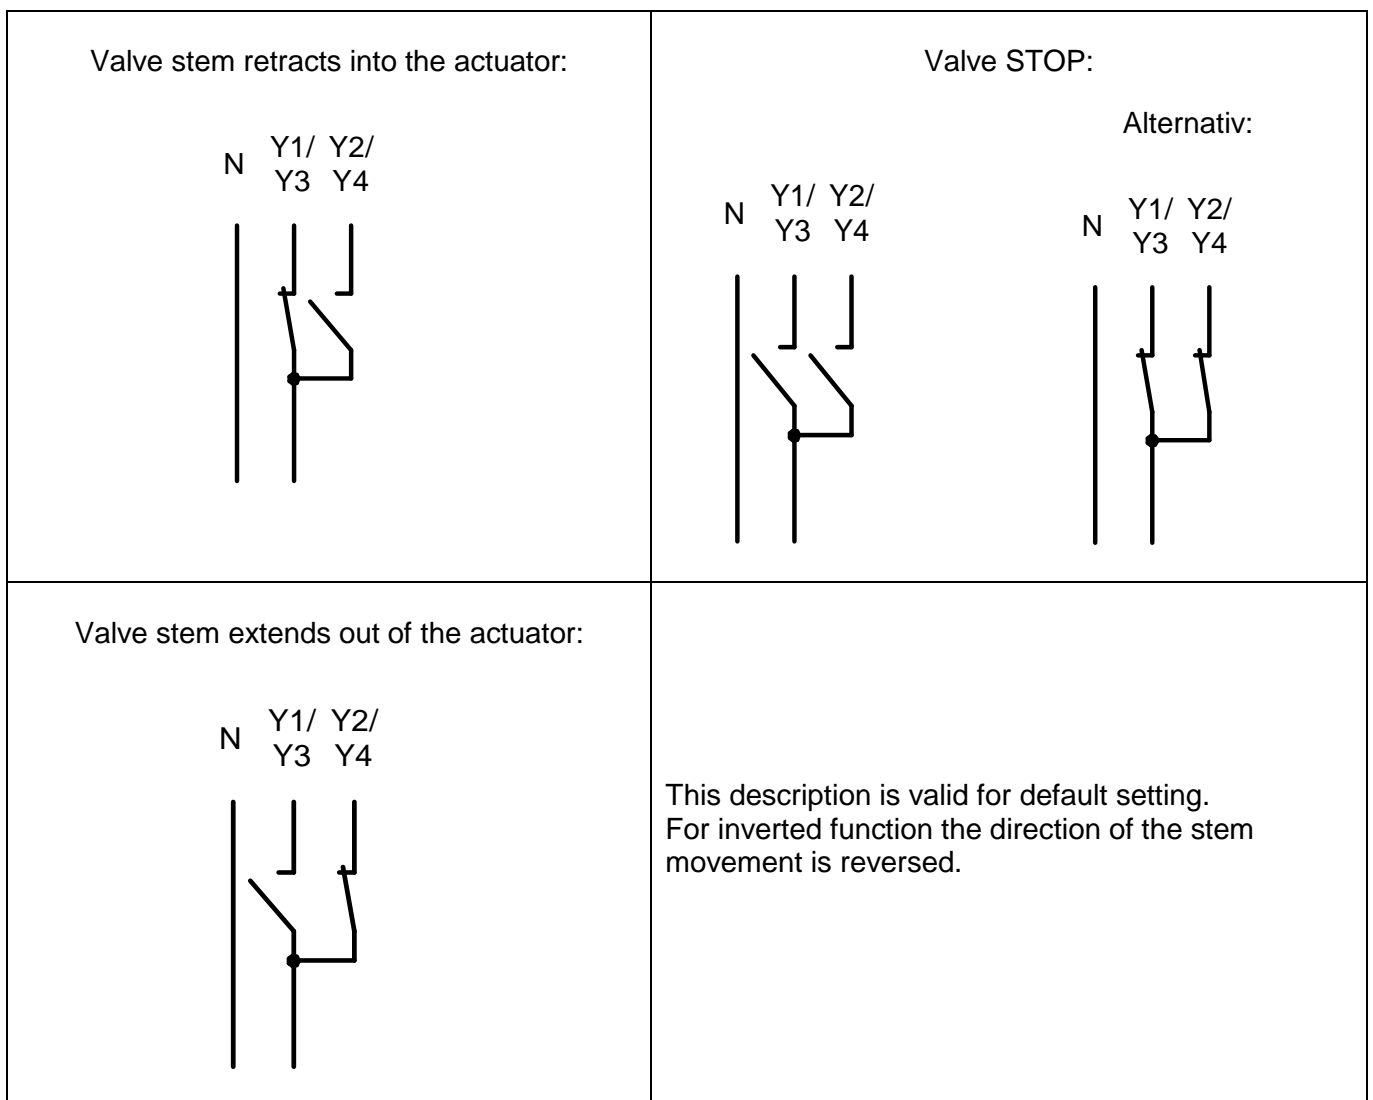 Valve stem retracts into the actuator:
N Y1/ Y2/
Y3 Y4
Valve STOP:
Alternativ:
N Y1/ Y2/
Y3 Y4
N Y1/ Y2/
Y3 Y4
Valve stem extends out of the actuator:
N Y1/ Y2/
Y3 Y4
This description is valid for default setting.
For inverted function the direction of the stem
movement is reversed.